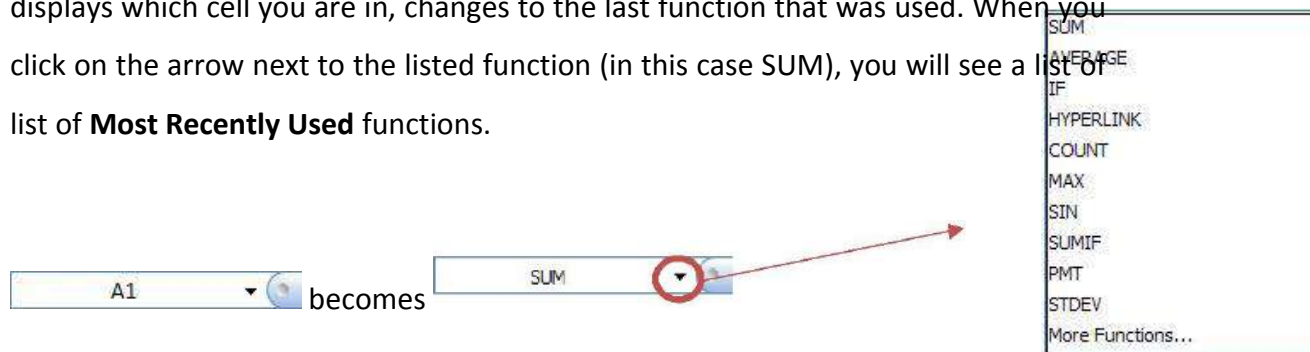 displays which cell you are in, changes to the last function that was used. When you
click on the arrow next to the listed function (in this case SUM), you will see a list of
list of Most Recently Used functions.
A1 becomes SUM
SUM
AVERAGE
IF
HYPERLINK
COUNT
MAX
SIN
SUMIF
PMT
STDEV
More Functions...